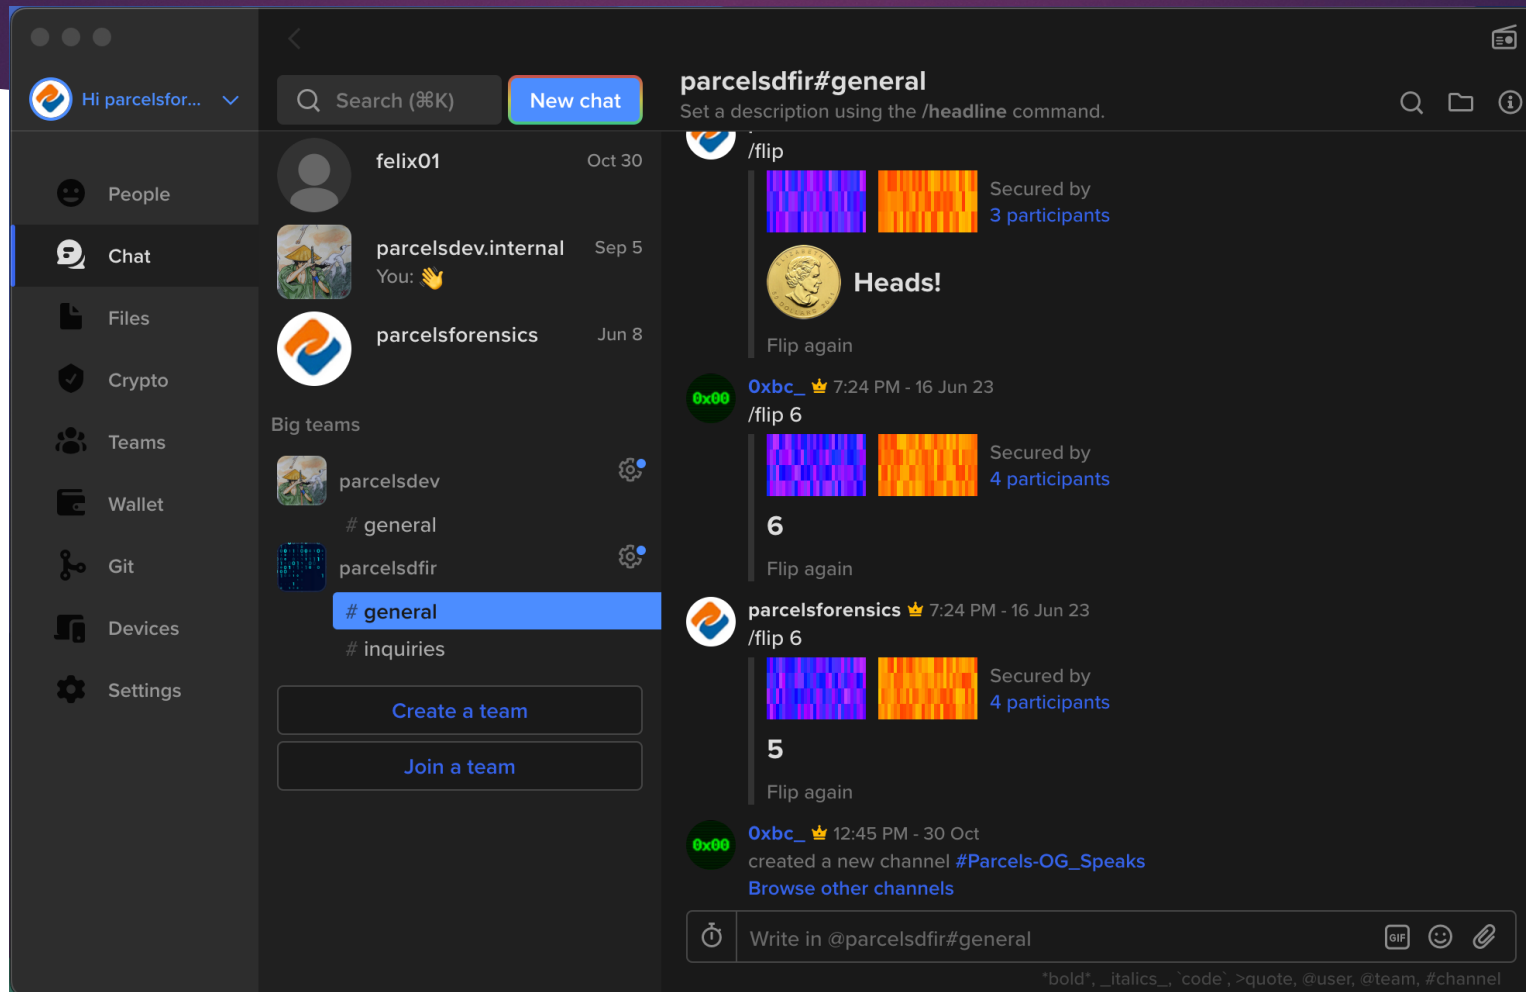 Hi parcelsfor...
People
Chat
Files
Crypto
Teams
Wallet
Git
Devices
Settings
Search (⌘K)
New chat
felix01 Oct 30
parcelsdev.internal Sep 5
You: 👋
parcelsforensics Jun 8
Big teams
parcelsdev
# general
parcelsdfir
# general
# inquiries
Create a team
Join a team
parcelsdfir#general
Set a description using the /headline command.
/flip
Secured by
3 participants
Heads!
Flip again
0x00
0xbc_ 7:24 PM - 16 Jun 23
/flip 6
Secured by
4 participants
6
Flip again
parcelsforensics 7:24 PM - 16 Jun 23
/flip 6
Secured by
4 participants
5
Flip again
0x00
0xbc_ 12:45 PM - 30 Oct
created a new channel #Parcels-OG_Speaks
Browse other channels
Write in @parcelsdfir#general
GIF
*bold*, _italics_, `code`, >quote, @user, @team, #channel